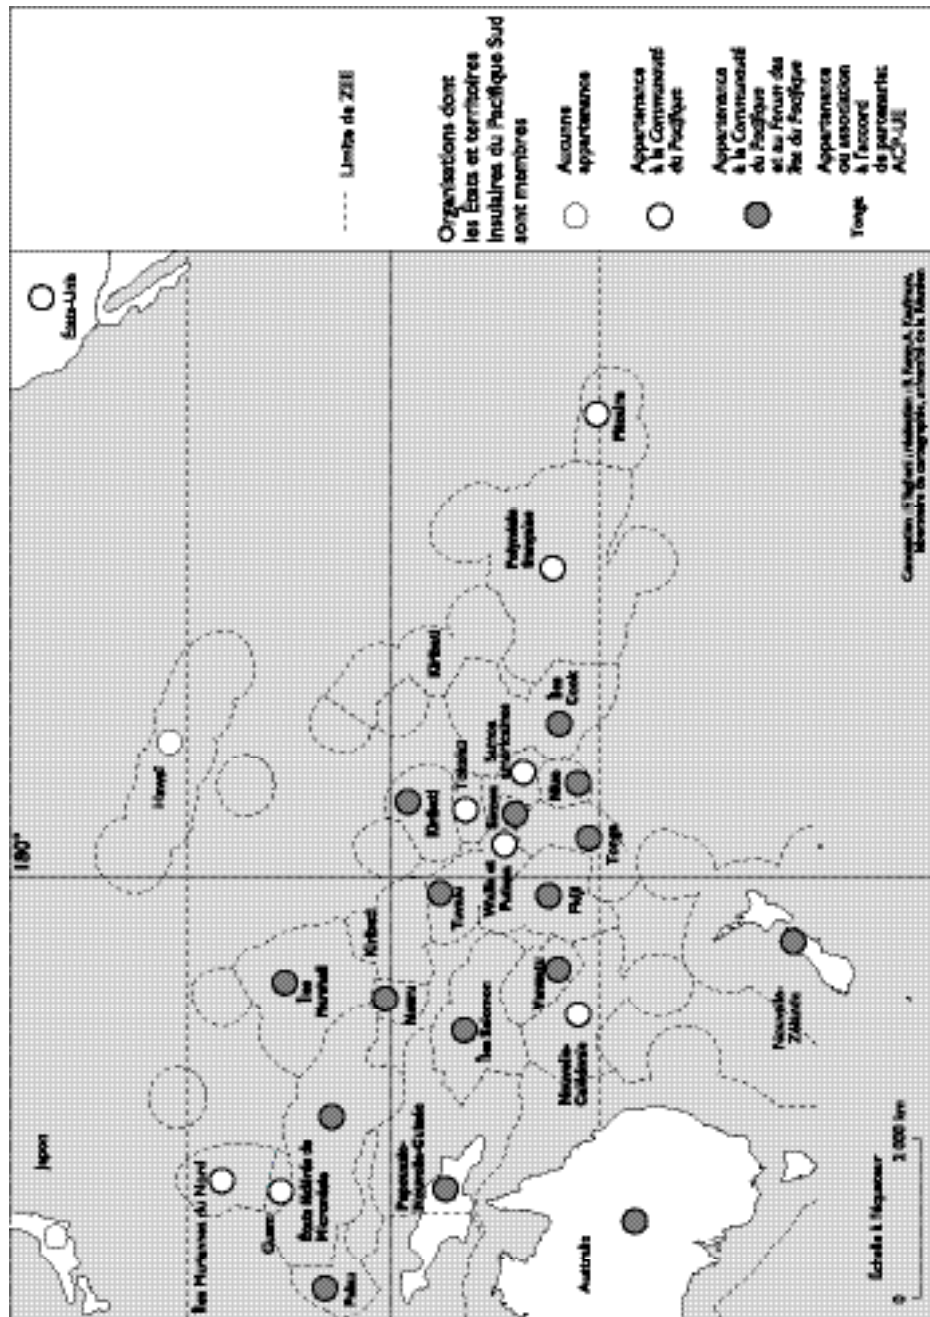 180°
Japon
États-Unis
Hawaï
Îles Mariannes du Nord
Guam
États fédérés de
Micronésie
Palau
Îles
Marshall
Kiribati
Nauru
Kiribati
Kiribati
Tuvalu
Tokelau
Papouasie-
Nouvelle-Guinée
Îles Salomon
Wallis et
Futuna
Samoa
Samoa
américaines
Vanuatu
Fidji
Tonga
Niue
Îles
Cook
Polynésie
française
Pitcairn
Nouvelle-
Calédonie
Australie
Nouvelle-
Zélande
Échelle à l'équateur
0
2 000 km
Limite de ZEE
Organisations dont
les États et territoires
insulaires du Pacifique Sud
sont membres
Aucunne
appartenance
Appartenance
à la Communauté
du Pacifique
Appartenance
à la Communauté
du Pacifique
et au Forum des
îles du Pacifique
Tonga
Appartenance
ou association
à l'accord
de partenariat
ACP-UE